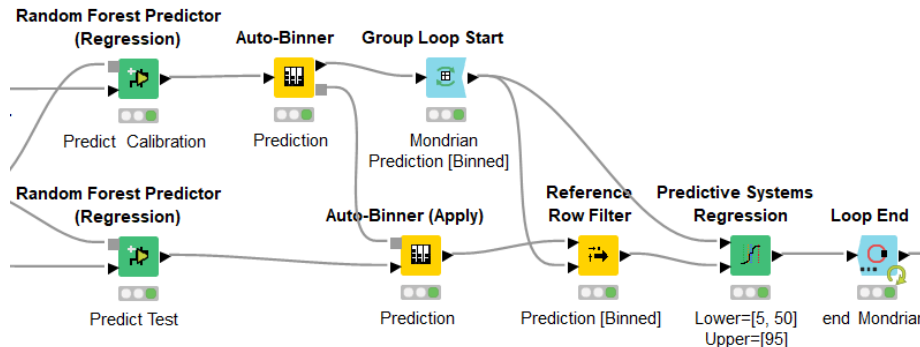 Random Forest Predictor
(Regression)
Auto-Binner
Group Loop Start
Predict Calibration
Prediction
Mondrian
Prediction [Binned]
Random Forest Predictor
(Regression)
Auto-Binner (Apply)
Reference
Row Filter
Predictive Systems
Regression
Loop End
Predict Test
Prediction
Prediction [Binned]
Lower=[5, 50]
Upper=[95]
end Mondrian